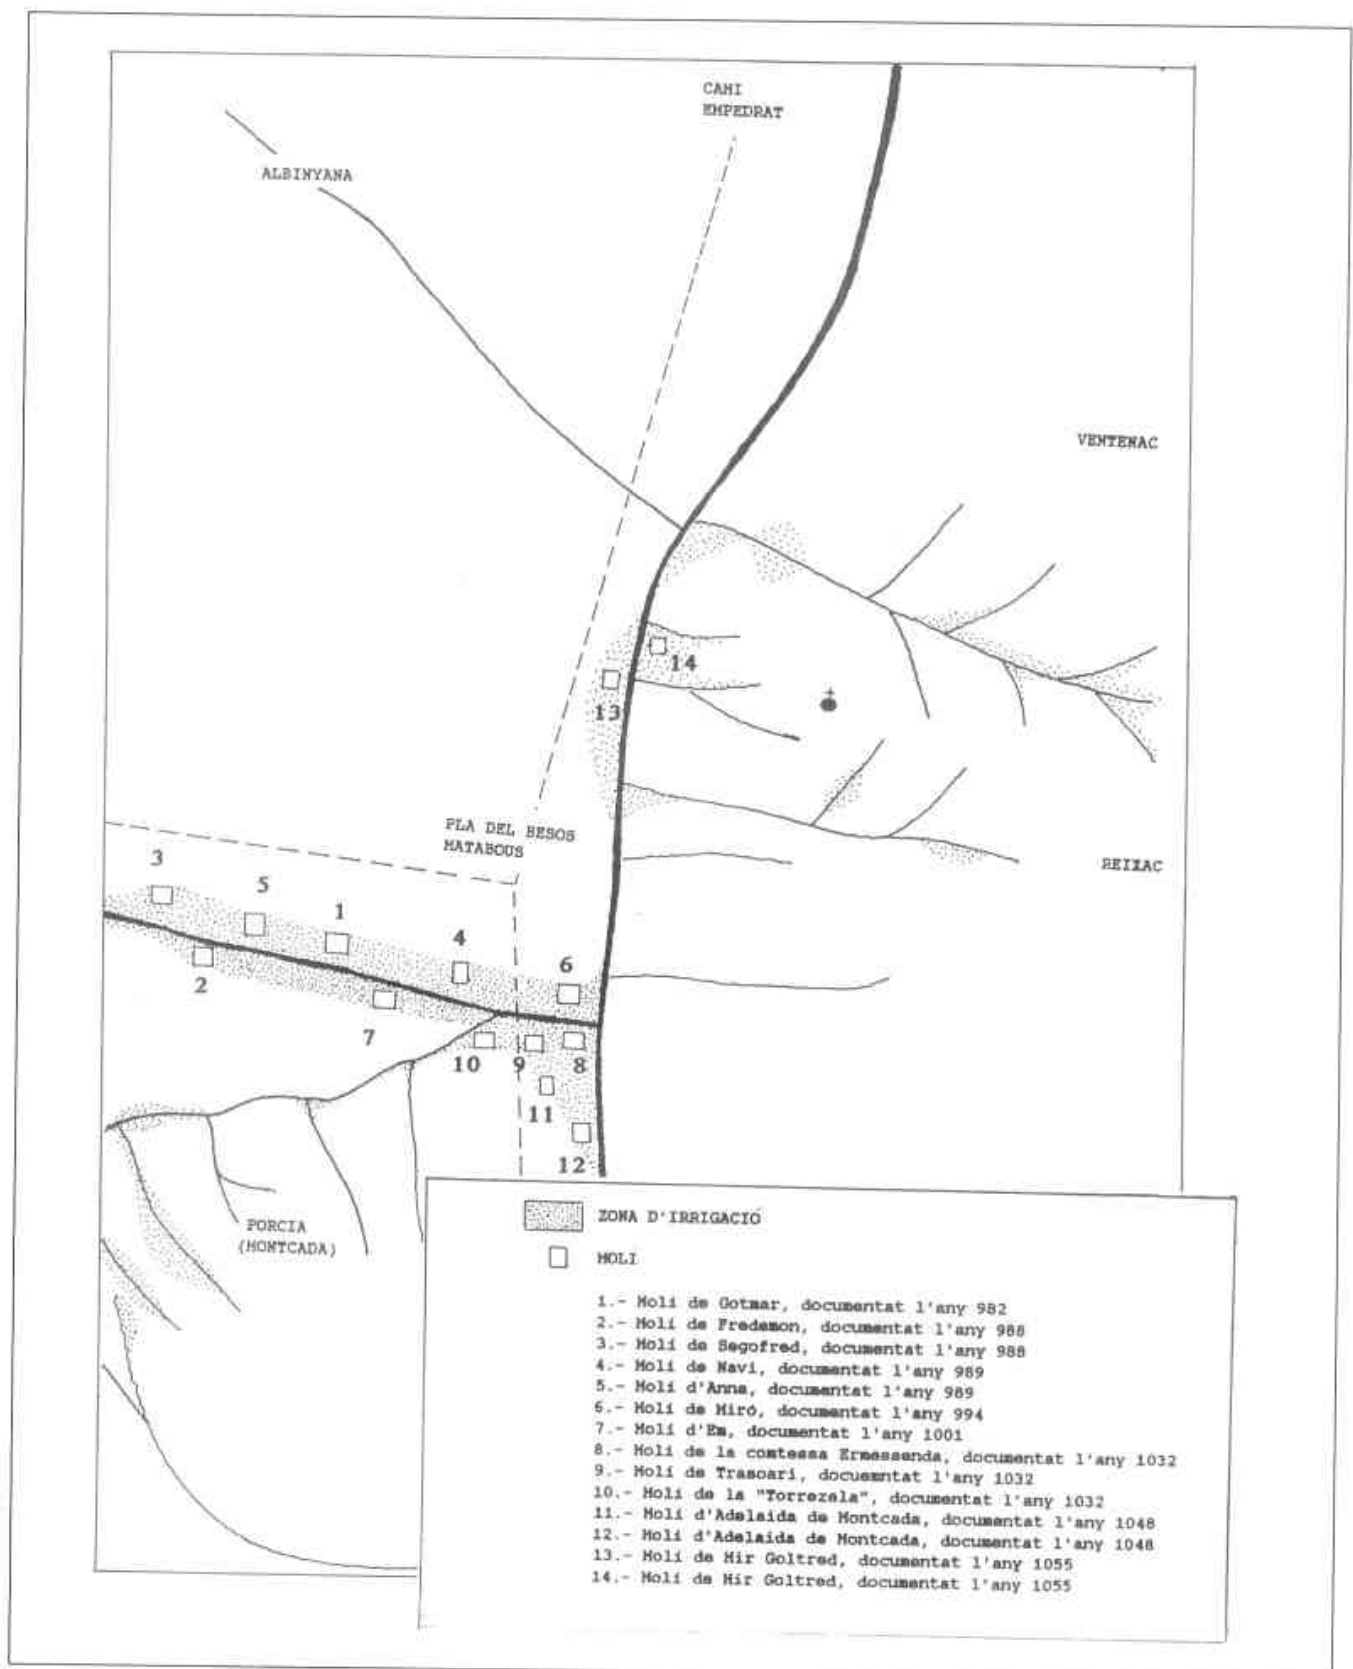 CAMI
EMPEDRAT
ALBINYANA
VENTENAC
14
13
PLA DEL BESOS
MATABOUS
REIXAC
3
5
1
4
6
2
7
10
9
8
11
12
PORCIA
(MONTCADA)
ZONA D'IRRIGACIÓ
MOLI
1.- Molí de Gotmar, documentat l'any 982
2.- Molí de Fredemon, documentat l'any 988
3.- Molí de Segofred, documentat l'any 988
4.- Molí de Navi, documentat l'any 989
5.- Molí d'Anna, documentat l'any 989
6.- Molí de Miró, documentat l'any 994
7.- Molí d'Em, documentat l'any 1001
8.- Molí de la comtessa Ermessenda, documentat l'any 1032
9.- Molí de Trasoari, docuemntat l'any 1032
10.- Molí de la "Torrezela", documentat l'any 1032
11.- Molí d'Adelaida de Montcada, documentat l'any 1048
12.- Molí d'Adelaida de Montcada, documentat l'any 1048
13.- Molí de Mir Goltred, documentat l'any 1055
14.- Molí de Mir Goltred, documentat l'any 1055